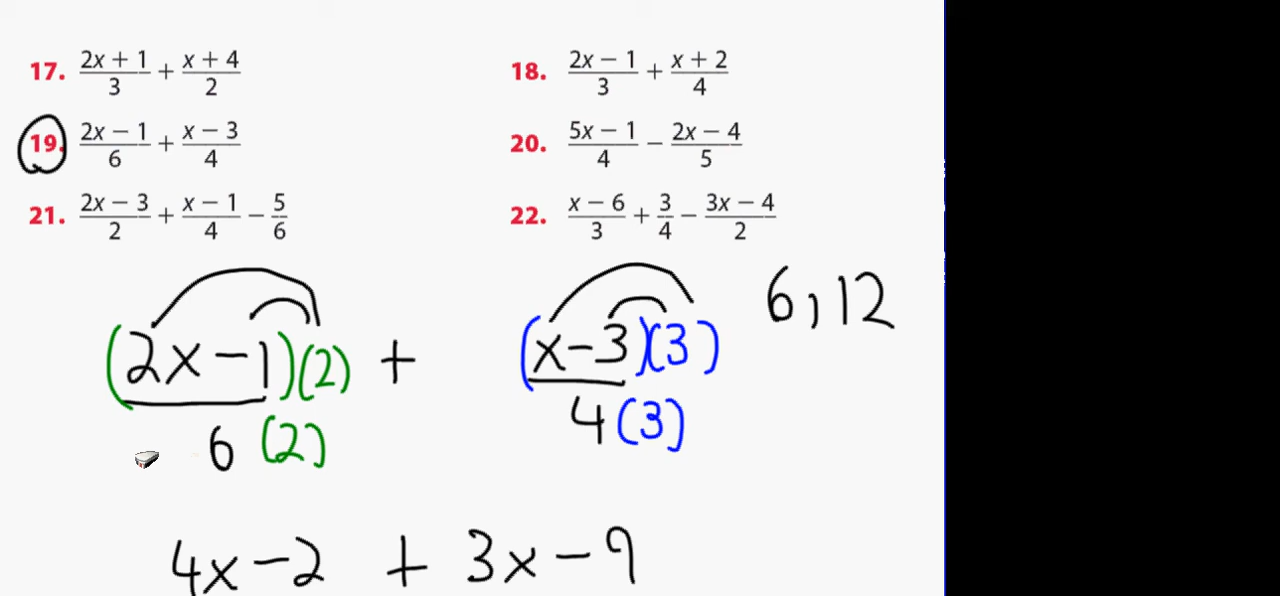 17. (2x + 1)/3 + (x + 4)/2
18. (2x − 1)/3 + (x + 2)/4
19. (2x − 1)/6 + (x − 3)/4
20. (5x − 1)/4 − (2x − 4)/5
21. (2x − 3)/2 + (x − 1)/4 − 5/6
22. (x − 6)/3 + 3/4 − (3x − 4)/2
6, 12
(2x − 1)(2) + (x − 3)(3)
6 (2) 4(3)
4x − 2 + 3x − 9